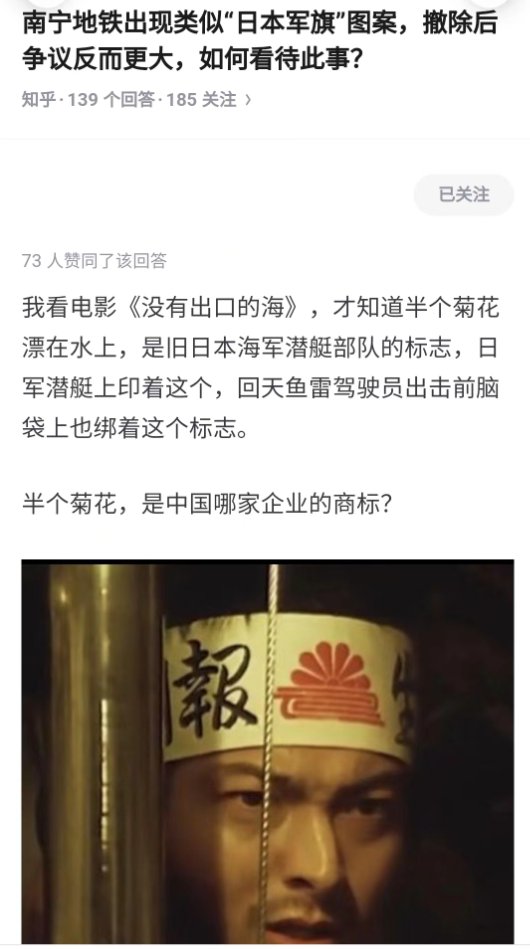 南宁地铁出现类似“日本军旗”图案，撤除后
争议反而更大，如何看待此事？
知乎·139 个回答·185 关注 ›
已关注
73 人赞同了该回答
我看电影《没有出口的海》，才知道半个菊花
漂在水上，是旧日本海军潜艇部队的标志，日
军潜艇上印着这个，回天鱼雷驾驶员出击前脑
袋上也绑着这个标志。
半个菊花，是中国哪家企业的商标？
報